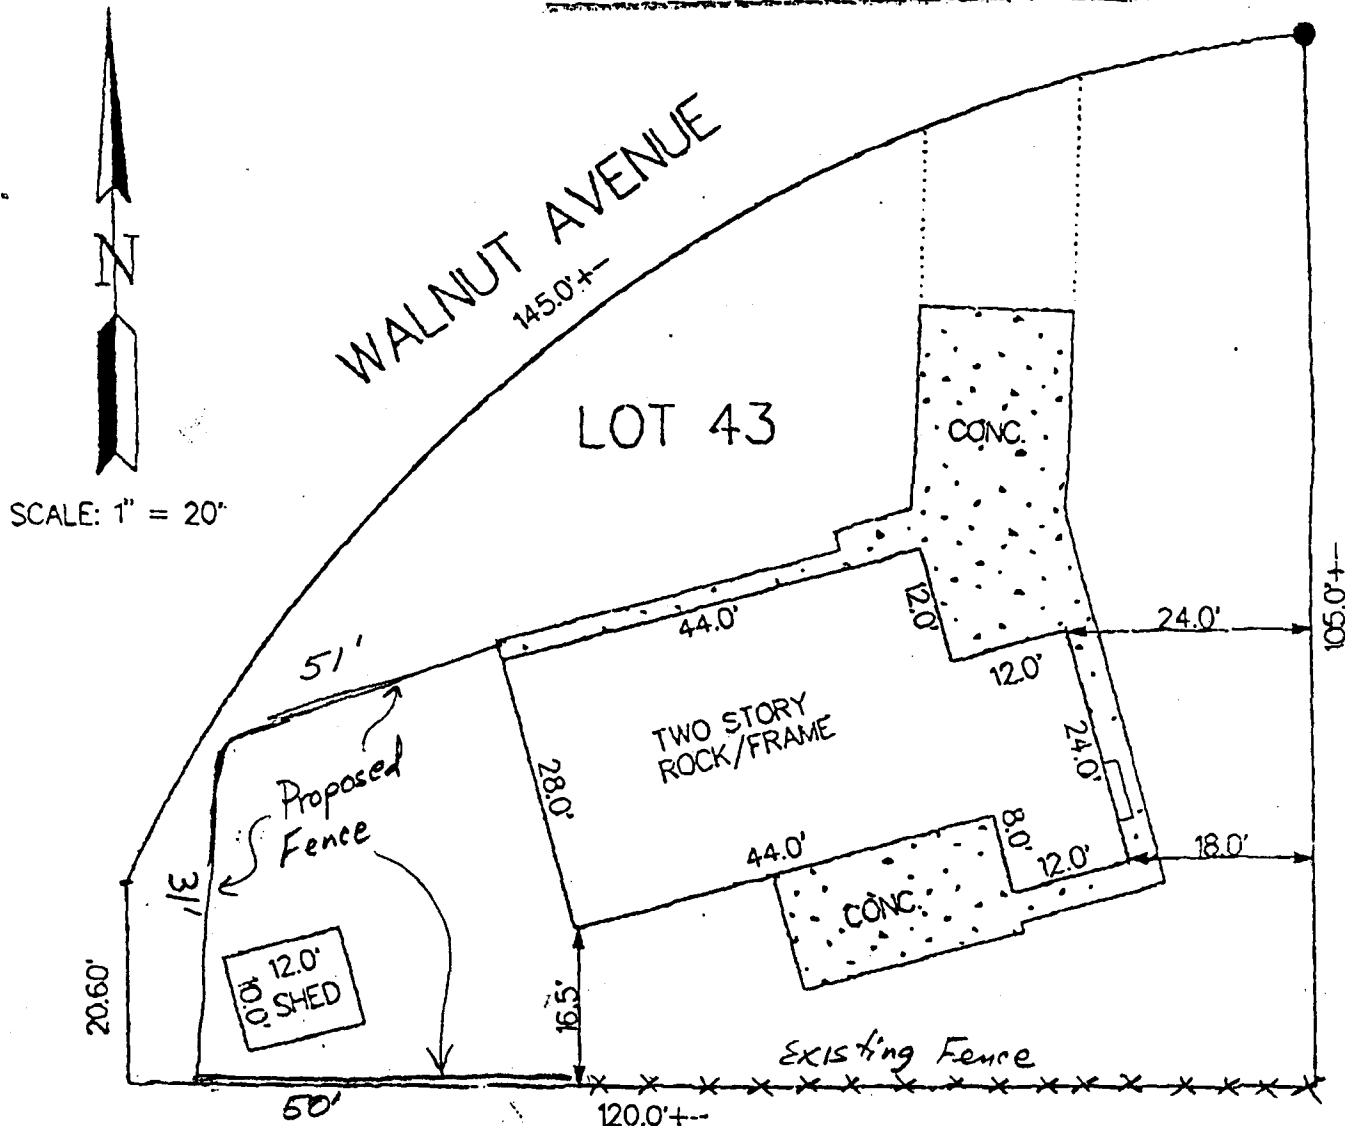 WALNUT AVENUE
145.0'+--
N
SCALE: 1" = 20'
LOT 43
CONC.
44.0'
12.0'
12.0'
24.0'
105.0'+--
51'
TWO STORY
ROCK/FRAME
24.0'
28.0'
Proposed
Fence
44.0'
8.0'
12.0'
18.0'
31'
CONC.
12.0'
10.0'
SHED
20.60'
16.5'
Existing Fence
50'
120.0'+--